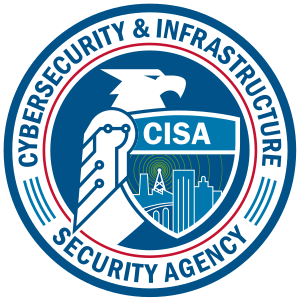 CYBERSECURITY & INFRASTRUCTURE
CISA
SECURITY AGENCY